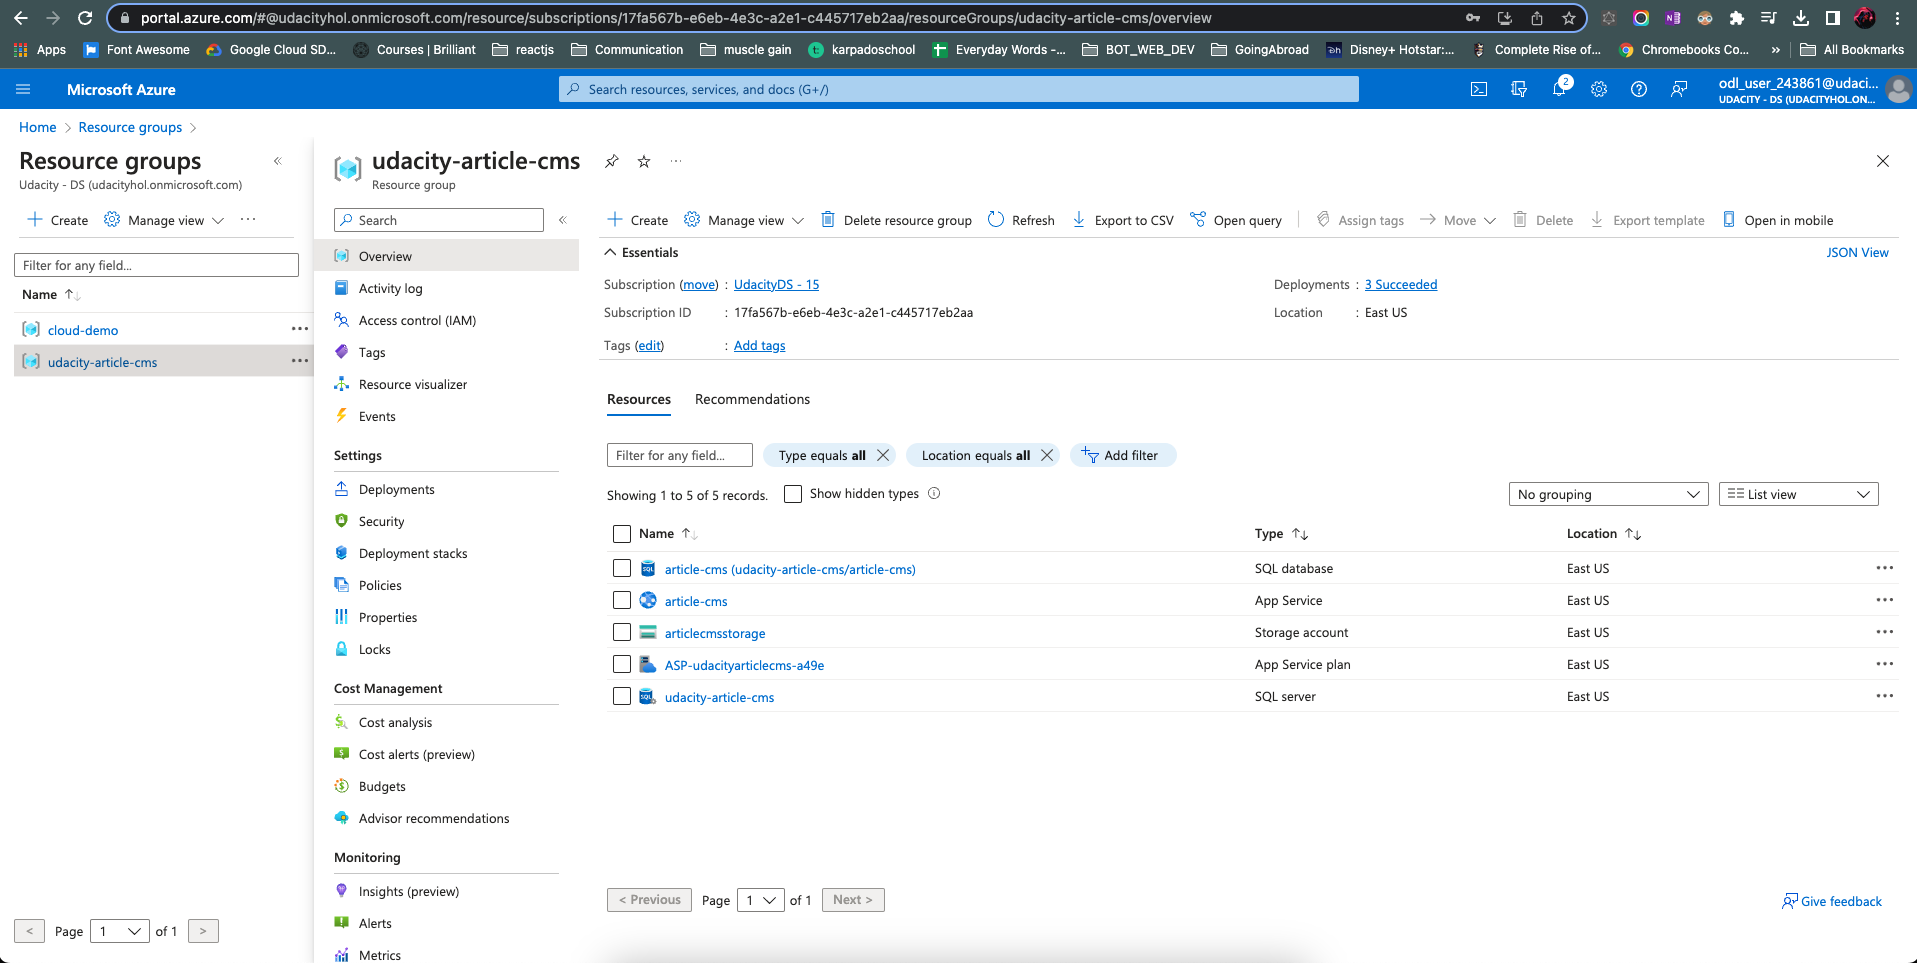 portal.azure.com/#@udacityhol.onmicrosoft.com/resource/subscriptions/17fa567b-e6eb-4e3c-a2e1-c445717eb2aa/resourceGroups/udacity-article-cms/overview
Apps Font Awesome Google Cloud SD... Courses | Brilliant reactjs Communication muscle gain karpadoschool Everyday Words -... BOT_WEB_DEV GoingAbroad Disney+ Hotstar:... Complete Rise of... Chromebooks Co... » All Bookmarks
Microsoft Azure
Search resources, services, and docs (G+/)
2
odl_user_243861@udaci...
UDACITY - DS (UDACITYHOL.ON...
Home > Resource groups >
Resource groups «
Udacity - DS (udacityhol.onmicrosoft.com)
+ Create Manage view ...
Filter for any field...
Name
cloud-demo ...
udacity-article-cms ...
< Page 1 of 1 >
udacity-article-cms ...
Resource group
Search «
Overview
Activity log
Access control (IAM)
Tags
Resource visualizer
Events
Settings
Deployments
Security
Deployment stacks
Policies
Properties
Locks
Cost Management
Cost analysis
Cost alerts (preview)
Budgets
Advisor recommendations
Monitoring
Insights (preview)
Alerts
Metrics
+ Create Manage view Delete resource group Refresh Export to CSV Open query Assign tags Move Delete Export template Open in mobile
Essentials JSON View
Subscription (move) : UdacityDS - 15 Deployments : 3 Succeeded
Subscription ID : 17fa567b-e6eb-4e3c-a2e1-c445717eb2aa Location : East US
Tags (edit) : Add tags
Resources Recommendations
Filter for any field... Type equals all Location equals all Add filter
Showing 1 to 5 of 5 records. Show hidden types No grouping List view
Name Type Location
article-cms (udacity-article-cms/article-cms) SQL database East US ...
article-cms App Service East US ...
articlecmsstorage Storage account East US ...
ASP-udacityarticlecms-a49e App Service plan East US ...
udacity-article-cms SQL server East US ...
< Previous Page 1 of 1 Next >
Give feedback